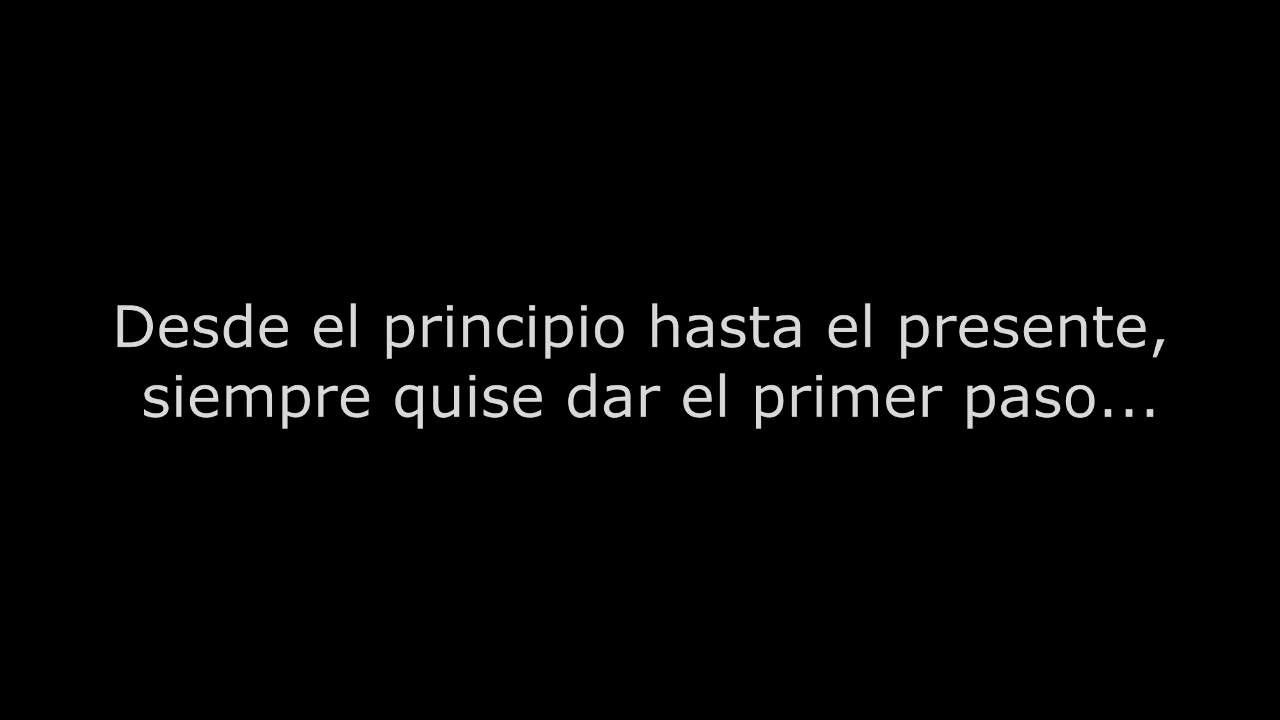 Desde el principio hasta el presente,
siempre quise dar el primer paso...